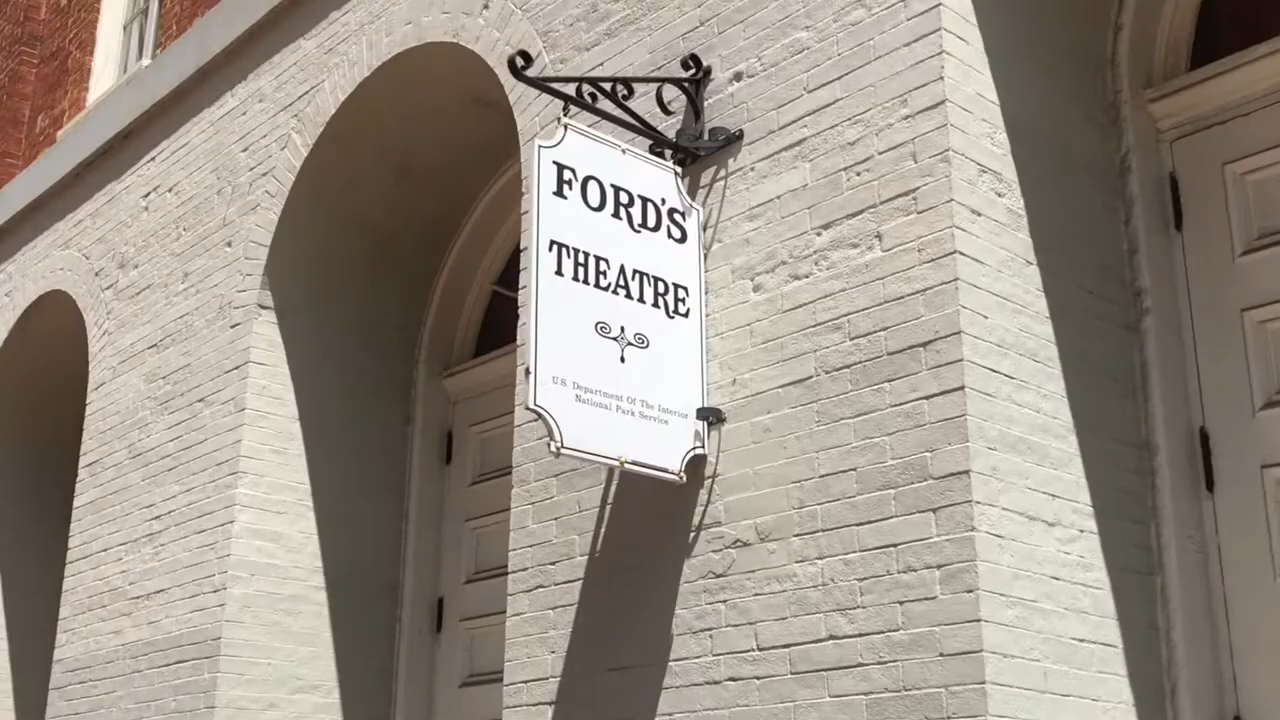 FORD'S
THEATRE
U.S. Department Of The Interior
National Park Service